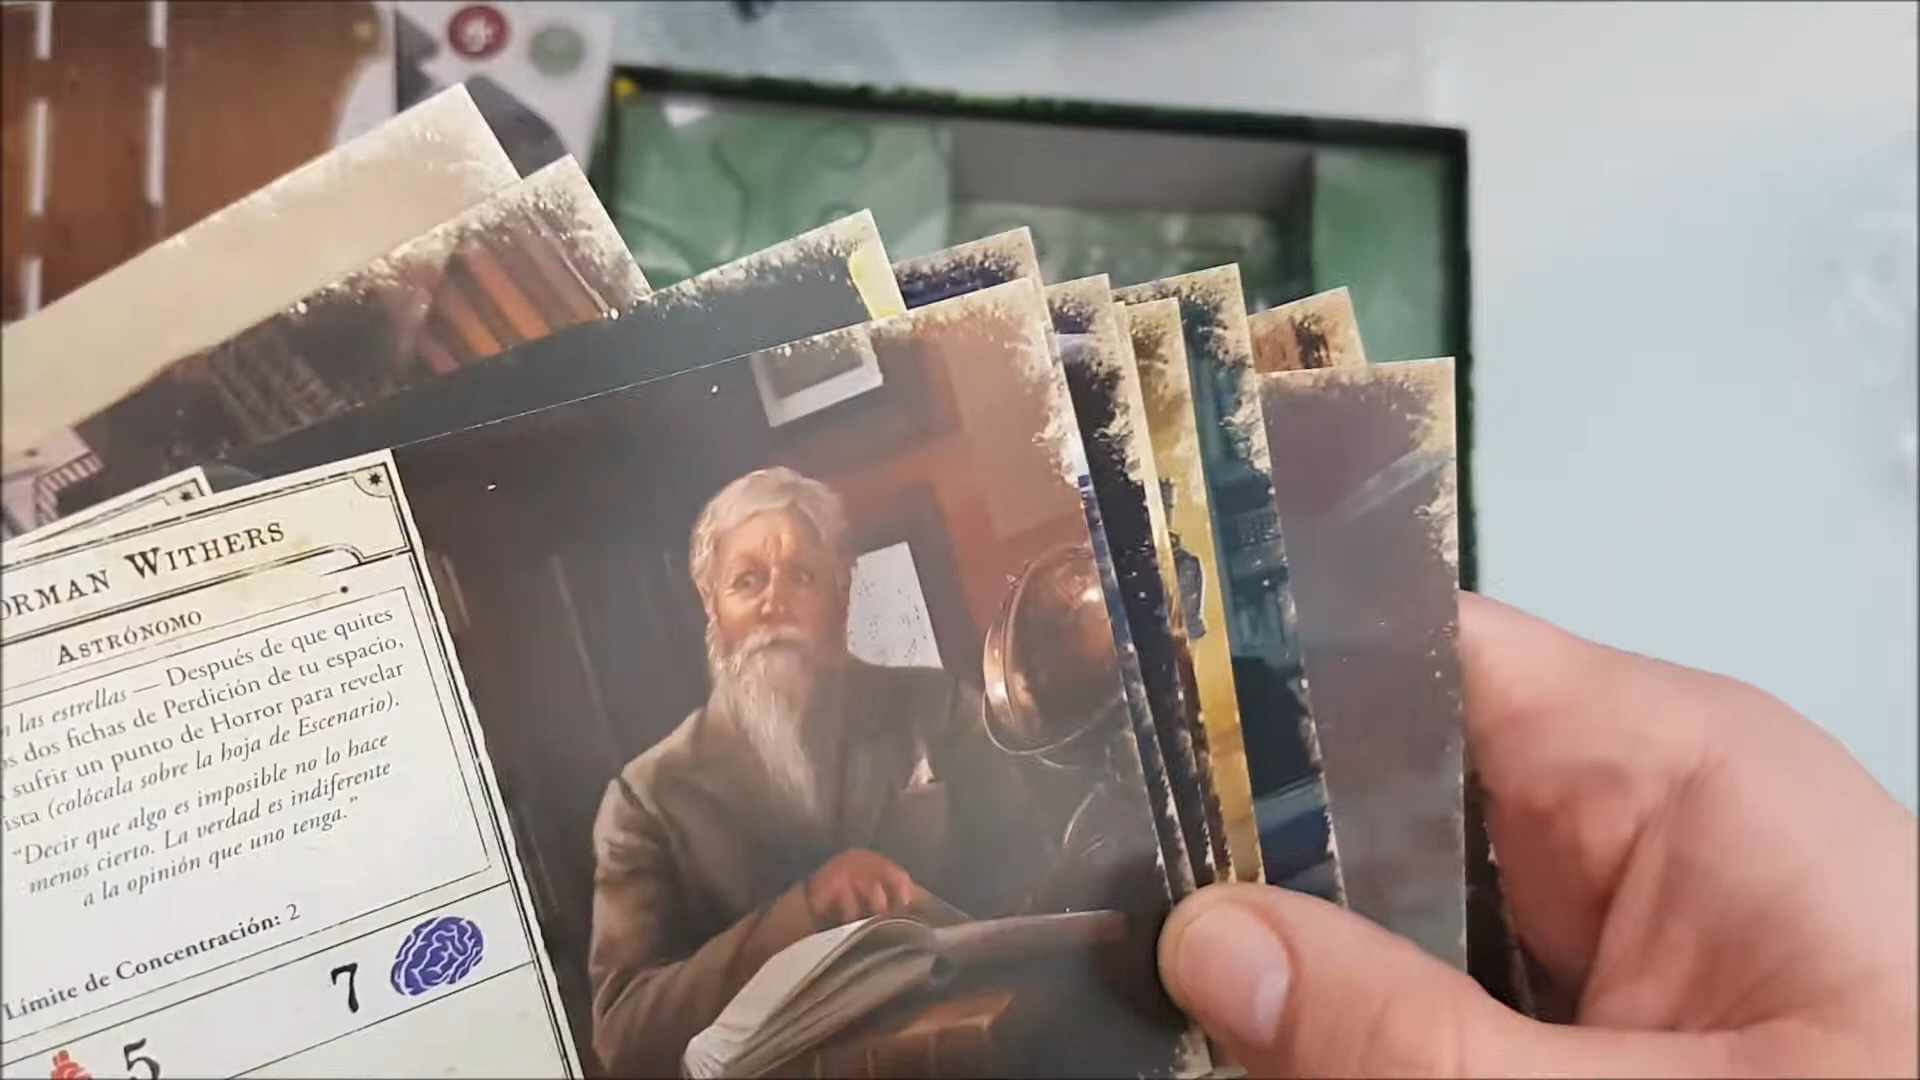 ORMAN WITHERS
ASTRÓNOMO
n las estrellas — Después de que quites
s dos fichas de Perdición de tu espacio,
sufrir un punto de Horror para revelar
ista (colócala sobre la hoja de Escenario).
“Decir que algo es imposible no lo hace
menos cierto. La verdad es indiferente
a la opinión que uno tenga.”
Límite de Concentración: 2
7
5